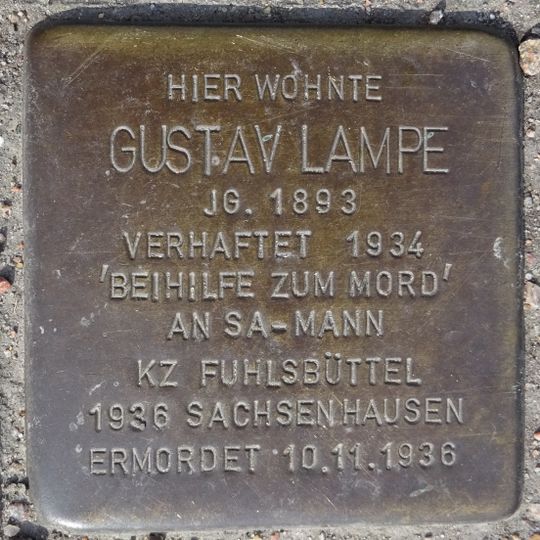 HIER WOHNTE
GUSTAV LAMPE
JG. 1893
VERHAFTET 1934
'BEIHILFE ZUM MORD'
AN SA-MANN
KZ FUHLSBÜTTEL
1936 SACHSENHAUSEN
ERMORDET 10.11.1936